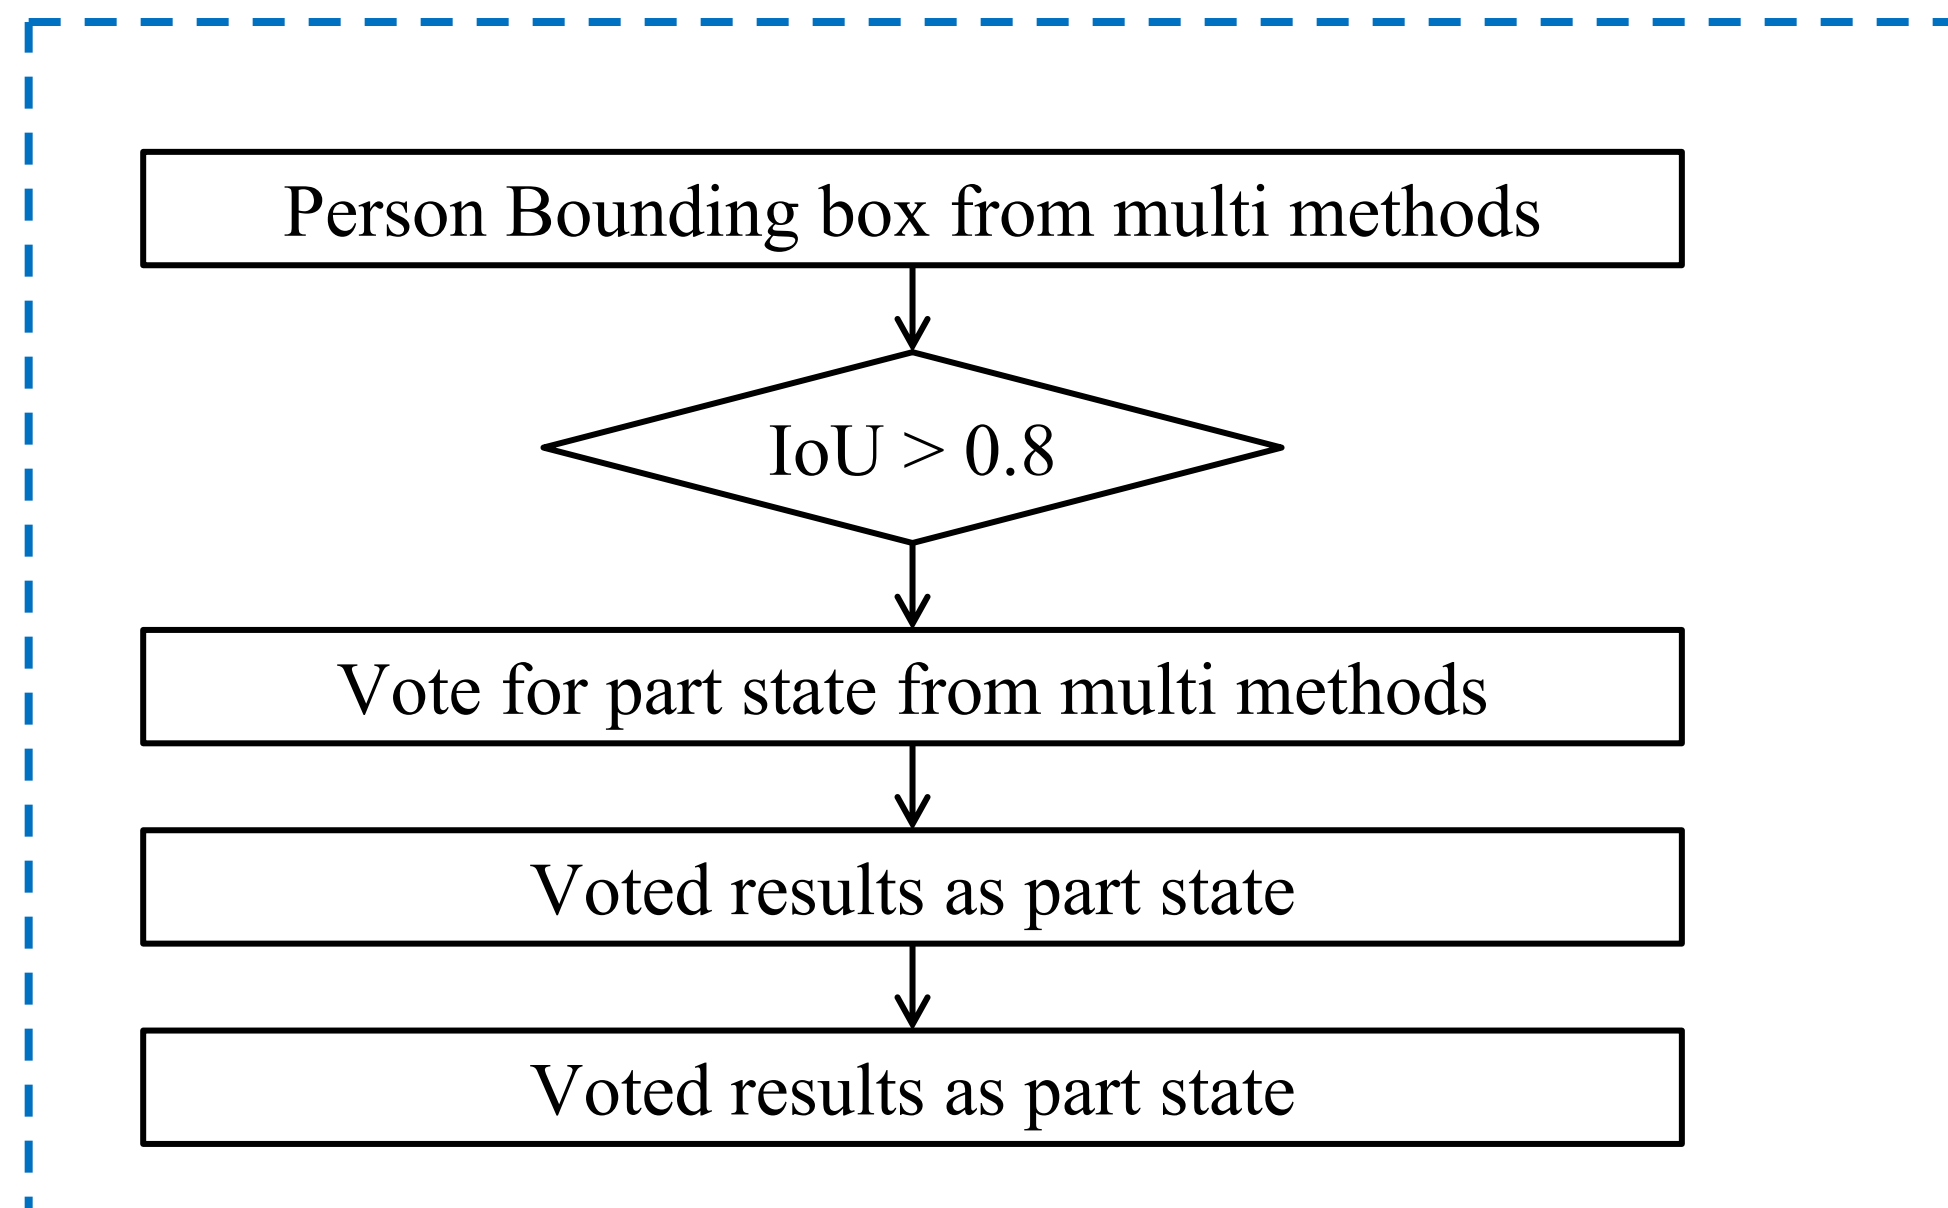 Person Bounding box from multi methods
IoU > 0.8
Vote for part state from multi methods
Voted results as part state
Voted results as part state